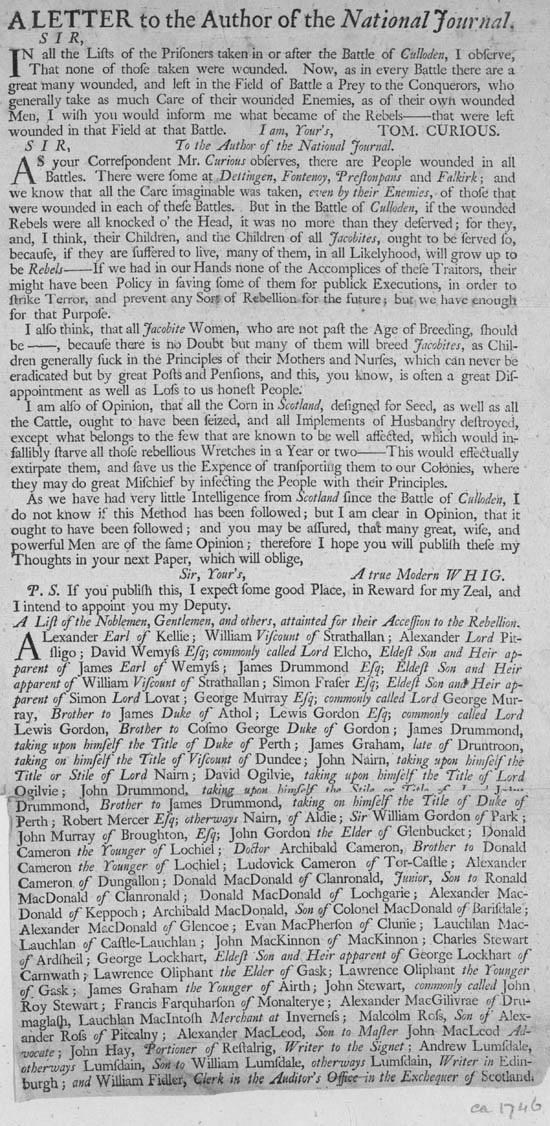 A LETTER to the Author of the National Journal.
SIR,
IN all the Liſts of the Priſoners taken in or after the Battle of Culloden, I obſerve,
That none of thoſe taken were wounded. Now, as in every Battle there are a
great many wounded, and left in the Field of Battle a Prey to the Conquerors, who
generally take as much Care of their wounded Enemies, as of their own wounded
Men, I wiſh you would inform me what became of the Rebels——that were left
wounded in that Field at that Battle. I am, Your's, TOM. CURIOUS.
SIR, To the Author of the National Journal.
AS your Correſpondent Mr. Curious obſerves, there are People wounded in all
Battles. There were ſome at Dettingen, Fontenoy, Preſtonpans and Falkirk; and
we know that all the Care imaginable was taken, even by their Enemies, of thoſe that
were wounded in each of theſe Battles. But in the Battle of Culloden, if the wounded
Rebels were all knocked o' the Head, it was no more than they deſerved; for they,
and, I think, their Children, and the Children of all Jacobites, ought to be ſerved ſo,
becauſe, if they are ſuffered to live, many of them, in all Likelyhood, will grow up to
be Rebels——If we had in our Hands none of the Accomplices of theſe Traitors, their
might have been Policy in ſaving ſome of them for publick Executions, in order to
ſtrike Terror, and prevent any Sort of Rebellion for the future; but we have enough
for that Purpoſe.
I alſo think, that all Jacobite Women, who are not paſt the Age of Breeding, ſhould
be ——, becauſe there is no Doubt but many of them will breed Jacobites, as Chil-
dren generally ſuck in the Principles of their Mothers and Nurſes, which can never be
eradicated but by great Poſts and Penſions, and this, you know, is often a great Diſ-
appointment as well as Loſs to us honeſt People.
I am alſo of Opinion, that all the Corn in Scotland, deſigned for Seed, as well as all
the Cattle, ought to have been ſeized, and all Implements of Husbandry deſtroyed,
except what belongs to the few that are known to be well affected, which would in-
fallibly ſtarve all thoſe rebellious Wretches in a Year or two——This would effectually
extirpate them, and ſave us the Expence of tranſporting them to our Colonies, where
they may do great Miſchief by infecting the People with their Principles.
As we have had very little Intelligence from Scotland ſince the Battle of Culloden, I
do not know if this Method has been followed; but I am clear in Opinion, that it
ought to have been followed; and you may be aſſured, that many great, wiſe, and
powerful Men are of the ſame Opinion; therefore I hope you will publiſh theſe my
Thoughts in your next Paper, which will oblige,
Sir, Your's, A true Modern WHIG.
P. S. If you publiſh this, I expect ſome good Place, in Reward for my Zeal, and
I intend to appoint you my Deputy.
A Liſt of the Noblemen, Gentlemen, and others, attainted for their Acceſſion to the Rebellion.
ALexander Earl of Kellie; William Viſcount of Strathallan; Alexander Lord Pit-
ſligo; David Wemyſs Eſq; commonly called Lord Elcho, Eldeſt Son and Heir ap-
parent of James Earl of Wemyſs; James Drummond Eſq; Eldeſt Son and Heir
apparent of William Viſcount of Strathallan; Simon Fraſer Eſq; Eldeſt Son and Heir ap-
parent of Simon Lord Lovat; George Murray Eſq; commonly called Lord George Mur-
ray, Brother to James Duke of Athol; Lewis Gordon Eſq; commonly called Lord
Lewis Gordon, Brother to Coſmo George Duke of Gordon; James Drummond,
taking upon himſelf the Title of Duke of Perth; James Graham, late of Druntroon,
taking on himſelf the Title of Viſcount of Dundee; John Nairn, taking upon himſelf the
Title or Stile of Lord Nairn; David Ogilvie, taking upon himſelf the Title of Lord
Ogilvie; John Drummond, taking upon himſelf the Stile or Title of Lord John
Drummond, Brother to James Drummond, taking on himſelf the Title of Duke of
Perth; Robert Mercer Eſq; otherways Nairn, of Aldie; Sir William Gordon of Park;
John Murray of Broughton, Eſq; John Gordon the Elder of Glenbucket; Donald
Cameron the Younger of Lochiel; Doctor Archibald Cameron, Brother to Donald
Cameron the Younger of Lochiel; Ludovick Cameron of Tor-Caſtle; Alexander
Cameron of Dungallon; Donald MacDonald of Clanronald, Junior, Son to Ronald
MacDonald of Clanronald; Donald MacDonald of Lochgarie; Alexander Mac-
Donald of Keppoch; Archibald MacDonald, Son of Colonel MacDonald of Bariſdale;
Alexander MacDonald of Glencoe; Evan MacPherſon of Clunie; Lauchlan Mac-
Lauchlan of Caſtle-Lauchlan; John MacKinnon of MacKinnon; Charles Stewart
of Ardſheil; George Lockhart, Eldeſt Son and Heir apparent of George Lockhart of
Carnwath; Lawrence Oliphant the Elder of Gask; Lawrence Oliphant the Younger
of Gask; James Graham the Younger of Airth; John Stewart, commonly called John
Roy Stewart; Francis Farquharſon of Monalterye; Alexander MacGilivrae of Dru-
maglaſh, Lauchlan MacIntoſh Merchant at Inverneſs; Malcolm Roſs, Son of Alex-
ander Roſs of Pitcalny; Alexander MacLeod, Son to Maſter John MacLeod Ad-
vocate; John Hay, Portioner of Reſtalrig, Writer to the Signet; Andrew Lumſdale,
otherways Lumſdain, Son to William Lumſdale, otherways Lumſdain, Writer in Edin-
burgh; and William Fidler, Clerk in the Auditor's Office in the Exchequer of Scotland.
ca 1746